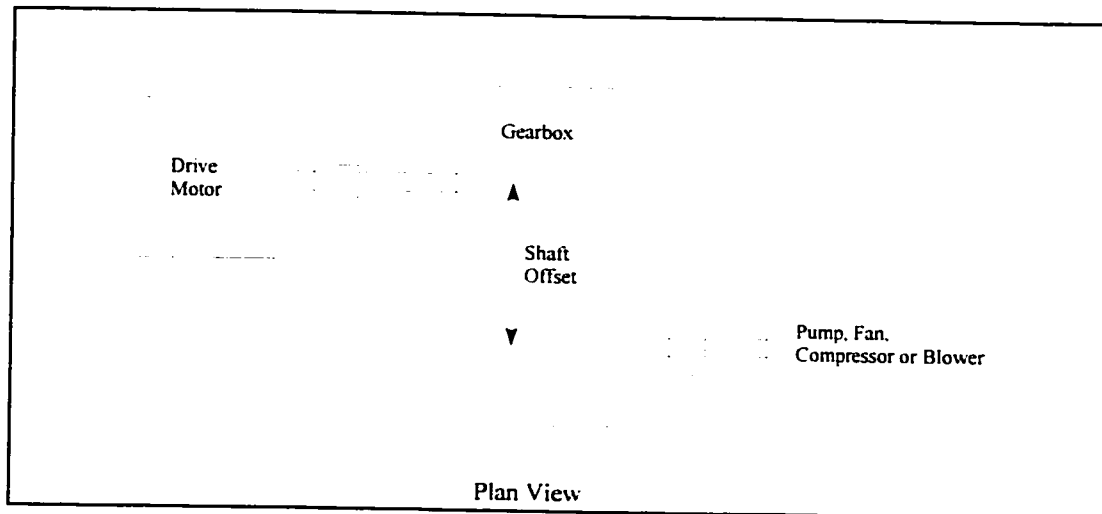 Gearbox
Drive
Motor
Shaft
Offset
Pump, Fan,
Compressor or Blower
Plan View